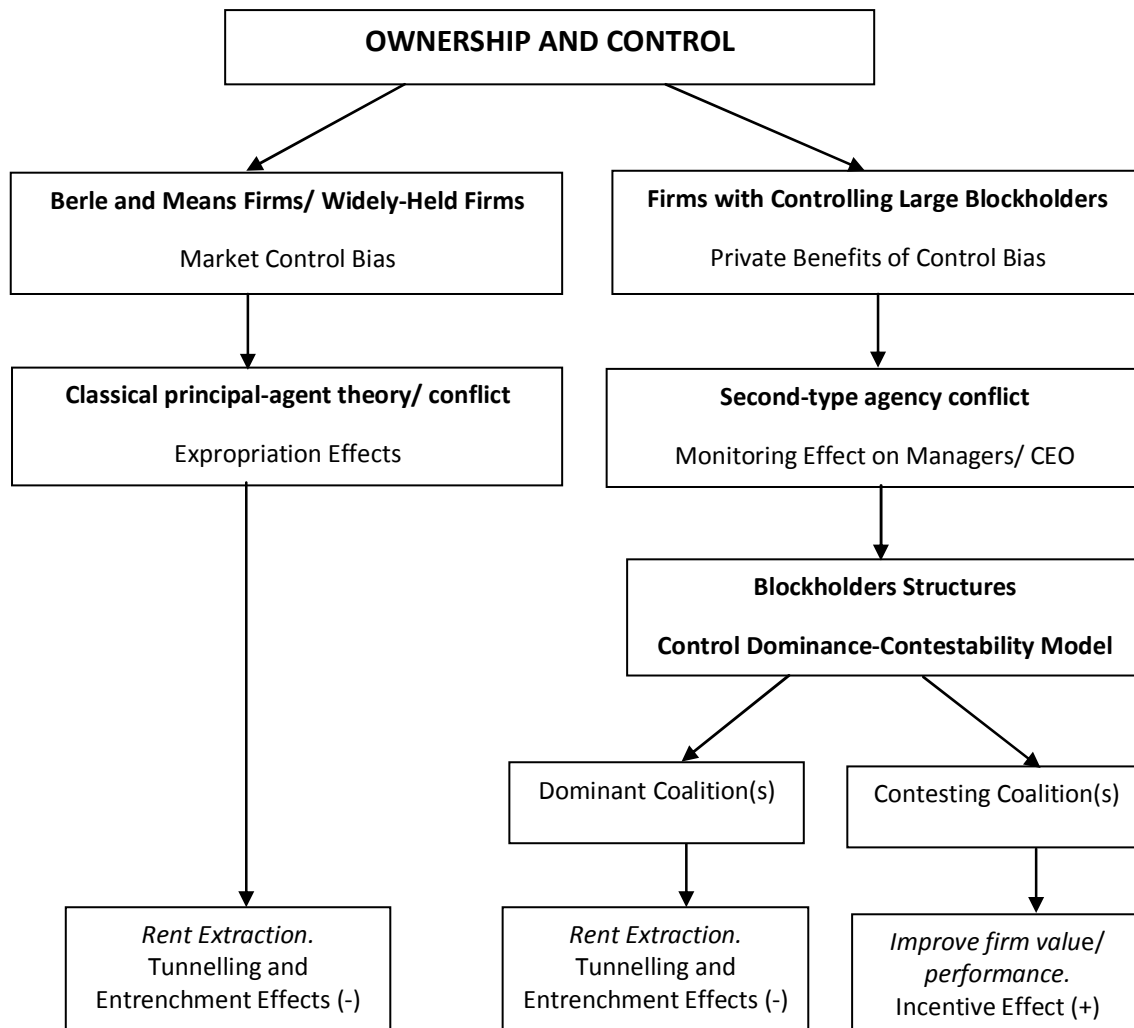 OWNERSHIP AND CONTROL
Berle and Means Firms/ Widely-Held Firms
Market Control Bias
Firms with Controlling Large Blockholders
Private Benefits of Control Bias
Classical principal-agent theory/ conflict
Expropriation Effects
Second-type agency conflict
Monitoring Effect on Managers/ CEO
Blockholders Structures
Control Dominance-Contestability Model
Dominant Coalition(s)
Contesting Coalition(s)
Rent Extraction.
Tunnelling and
Entrenchment Effects (-)
Rent Extraction.
Tunnelling and
Entrenchment Effects (-)
Improve firm value/
performance.
Incentive Effect (+)